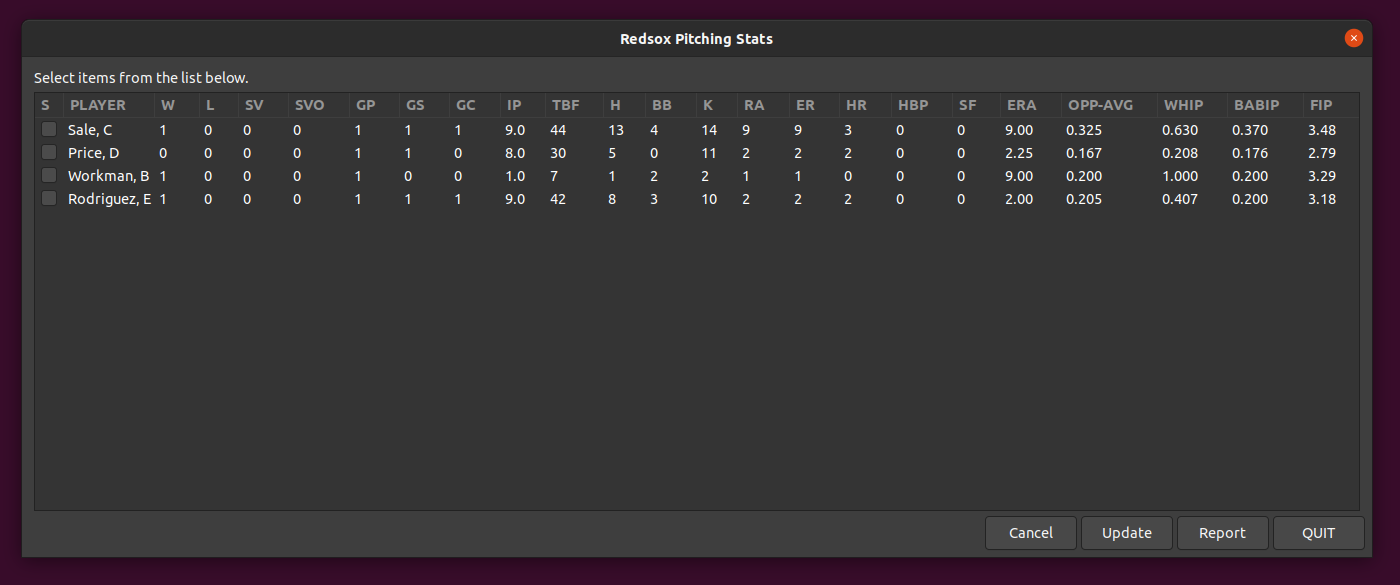 Redsox Pitching Stats
Select items from the list below.
S PLAYER W L SV SVO GP GS GC IP TBF H BB K RA ER HR HBP SF ERA OPP-AVG WHIP BABIP FIP
Sale, C 1 0 0 0 1 1 1 9.0 44 13 4 14 9 9 3 0 0 9.00 0.325 0.630 0.370 3.48
Price, D 0 0 0 0 1 1 0 8.0 30 5 0 11 2 2 2 0 0 2.25 0.167 0.208 0.176 2.79
Workman, B 1 0 0 0 1 0 0 1.0 7 1 2 2 1 1 0 0 0 9.00 0.200 1.000 0.200 3.29
Rodriguez, E 1 0 0 0 1 1 1 9.0 42 8 3 10 2 2 2 0 0 2.00 0.205 0.407 0.200 3.18
Cancel Update Report QUIT